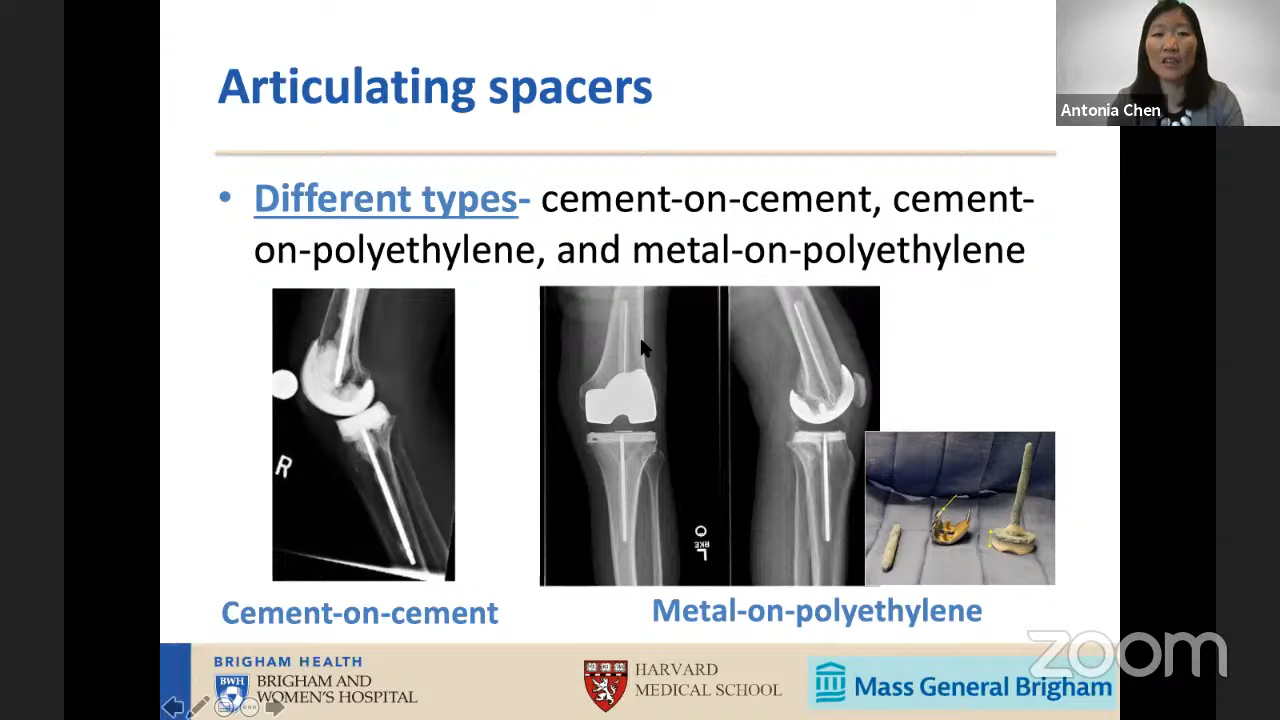 Articulating spacers
Antonia Chen
• Different types- cement-on-cement, cement-
on-polyethylene, and metal-on-polyethylene
R
L
Cement-on-cement
Metal-on-polyethylene
zoom
BRIGHAM HEALTH
BWH
BRIGHAM AND
WOMEN'S HOSPITAL
HARVARD
MEDICAL SCHOOL
Mass General Brigham